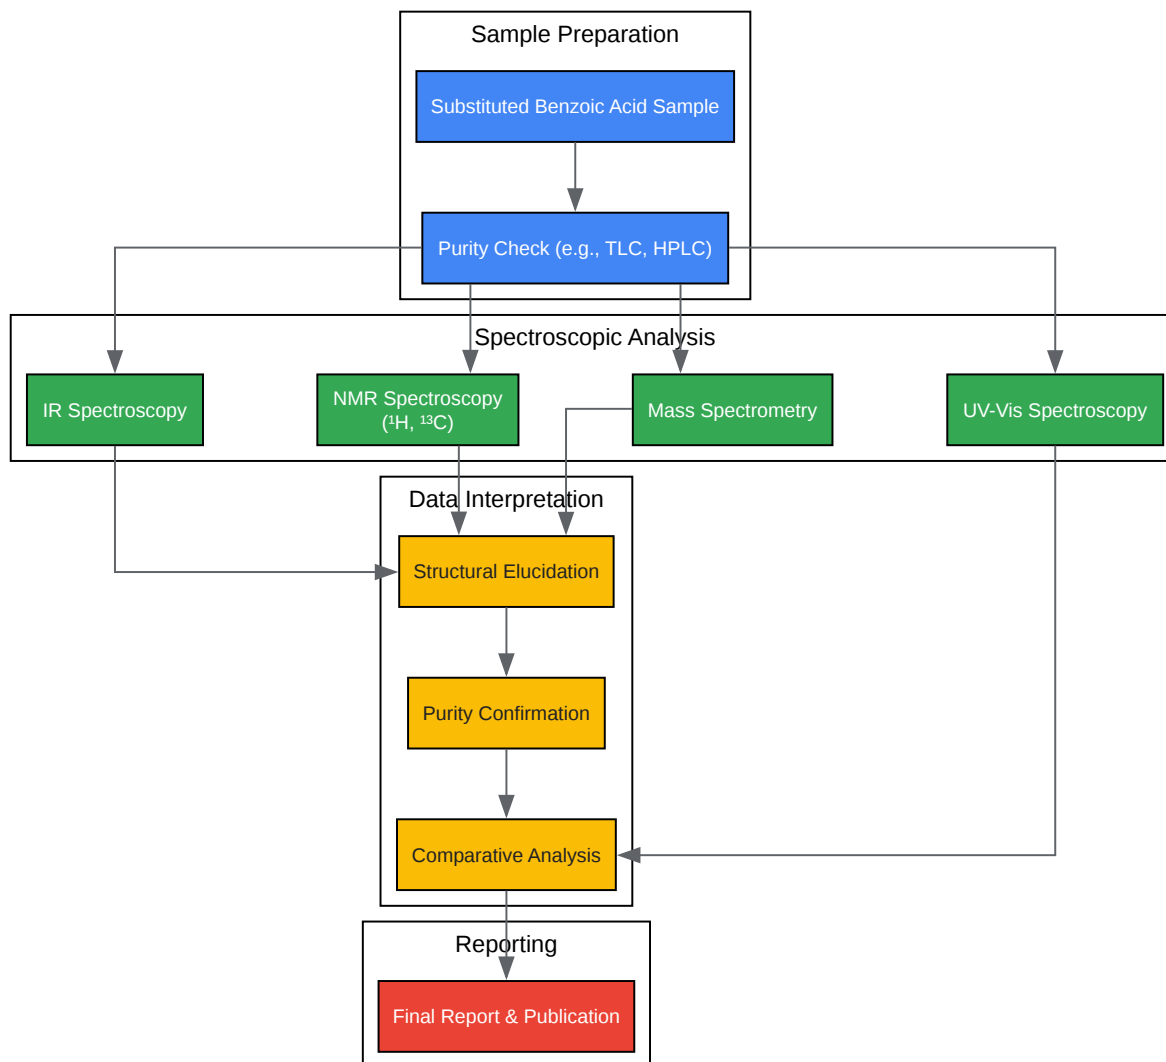 Sample Preparation
Substituted Benzoic Acid Sample
Purity Check (e.g., TLC, HPLC)
Spectroscopic Analysis
IR Spectroscopy
NMR Spectroscopy
(¹H, ¹³C)
Mass Spectrometry
UV-Vis Spectroscopy
Data Interpretation
Structural Elucidation
Purity Confirmation
Comparative Analysis
Reporting
Final Report & Publication